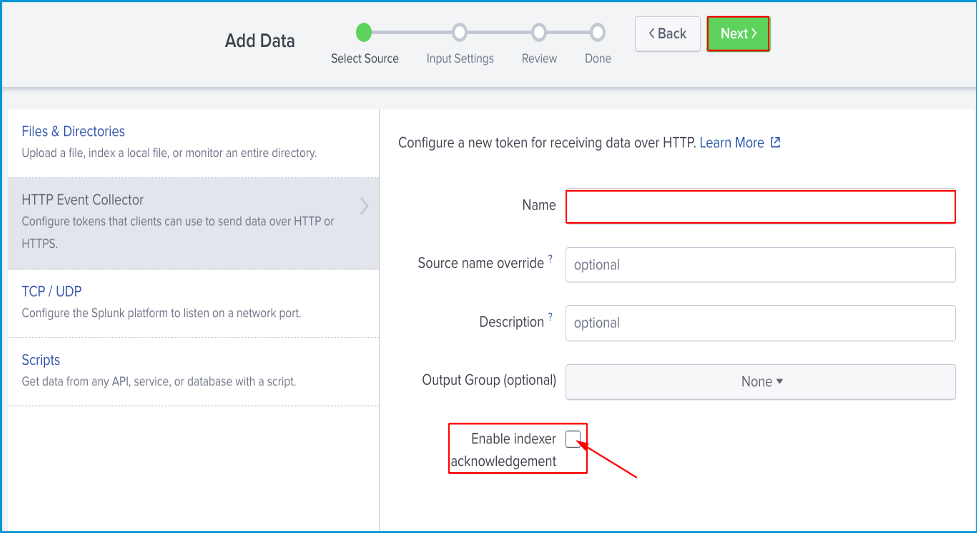 Add Data
Select Source
Input Settings
Review
Done
Back
Next
Files & Directories
Upload a file, index a local file, or monitor an entire directory.
HTTP Event Collector
Configure tokens that clients can use to send data over HTTP or
HTTPS.
TCP / UDP
Configure the Splunk platform to listen on a network port.
Scripts
Get data from any API, service, or database with a script.
Configure a new token for receiving data over HTTP. Learn More
Name
Source name override ? optional
Description ? optional
Output Group (optional) None
Enable indexer
acknowledgement